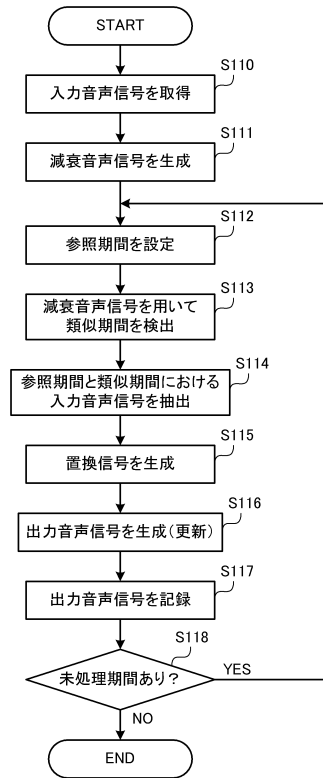 START
S110
入力音声信号を取得
S111
減衰音声信号を生成
S112
参照期間を設定
S113
減衰音声信号を用いて
類似期間を検出
S114
参照期間と類似期間における
入力音声信号を抽出
S115
置換信号を生成
S116
出力音声信号を生成(更新)
S117
出力音声信号を記録
S118
未処理期間あり?
YES
NO
END